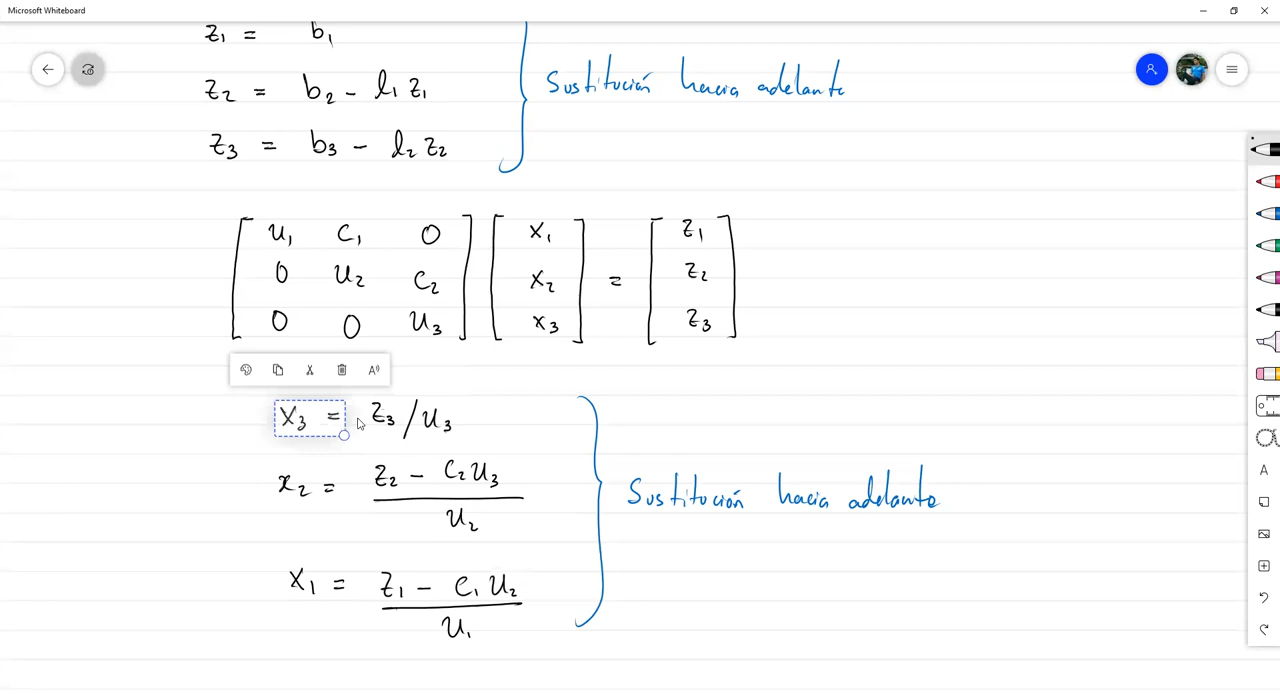 Microsoft Whiteboard
z₁ = b₁
z₂ = b₂ - l₁ z₁
z₃ = b₃ - l₂ z₂
Sustitución hacia adelante
u₁ c₁ 0 x₁ z₁
0 u₂ c₂ x₂ = z₂
0 0 u₃ x₃ z₃
x₃ = z₃ / u₃
x₂ = (z₂ - c₂ u₃) / u₂
x₁ = (z₁ - c₁ u₂) / u₁
Sustitución hacia adelante